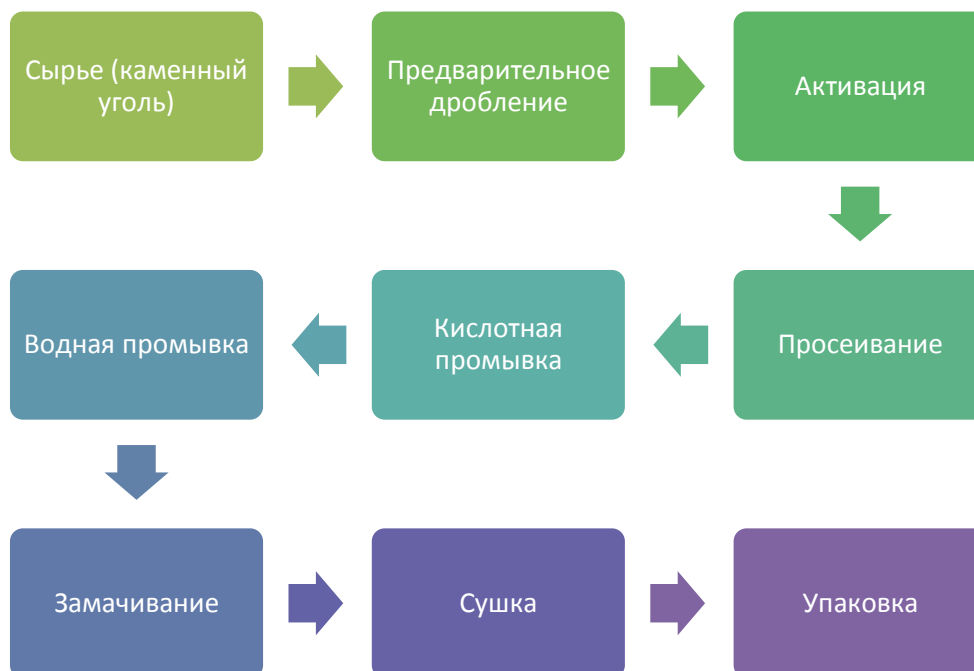 Сырье (каменный
уголь)
Предварительное
дробление
Активация
Просеивание
Кислотная
промывка
Водная промывка
Замачивание
Сушка
Упаковка